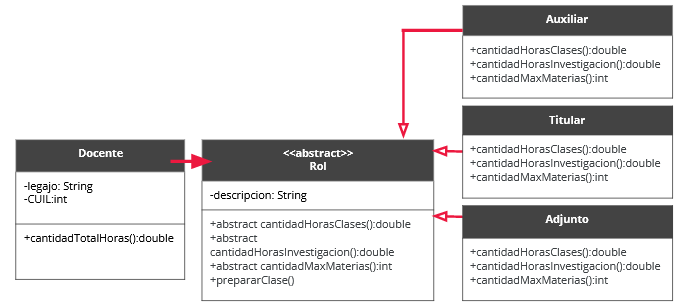 Auxiliar
+cantidadHorasClases():double
+cantidadHorasInvestigacion():double
+cantidadMaxMaterias():int
Titular
+cantidadHorasClases():double
+cantidadHorasInvestigacion():double
+cantidadMaxMaterias():int
Docente
-legajo: String
-CUIL:int
+cantidadTotalHoras():double
<<abstract>>
Rol
-descripcion: String
+abstract cantidadHorasClases():double
+abstract
cantidadHorasInvestigacion():double
+abstract cantidadMaxMaterias():int
+prepararClase()
Adjunto
+cantidadHorasClases():double
+cantidadHorasInvestigacion():double
+cantidadMaxMaterias():int